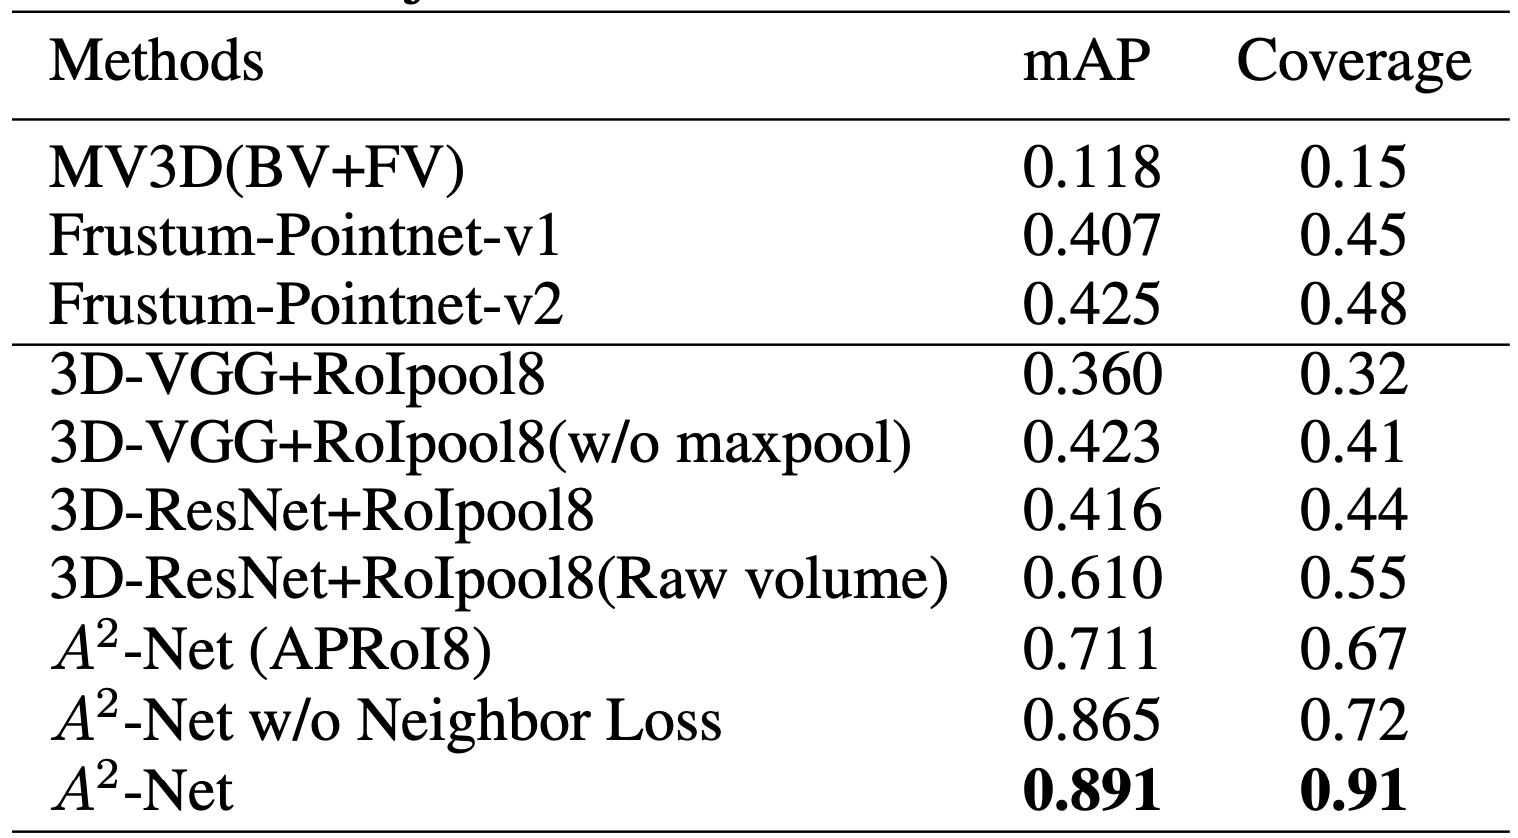 Methods mAP Coverage
MV3D(BV+FV) 0.118 0.15
Frustum-Pointnet-v1 0.407 0.45
Frustum-Pointnet-v2 0.425 0.48
3D-VGG+RoIpool8 0.360 0.32
3D-VGG+RoIpool8(w/o maxpool) 0.423 0.41
3D-ResNet+RoIpool8 0.416 0.44
3D-ResNet+RoIpool8(Raw volume) 0.610 0.55
A²-Net (APRoI8) 0.711 0.67
A²-Net w/o Neighbor Loss 0.865 0.72
A²-Net 0.891 0.91